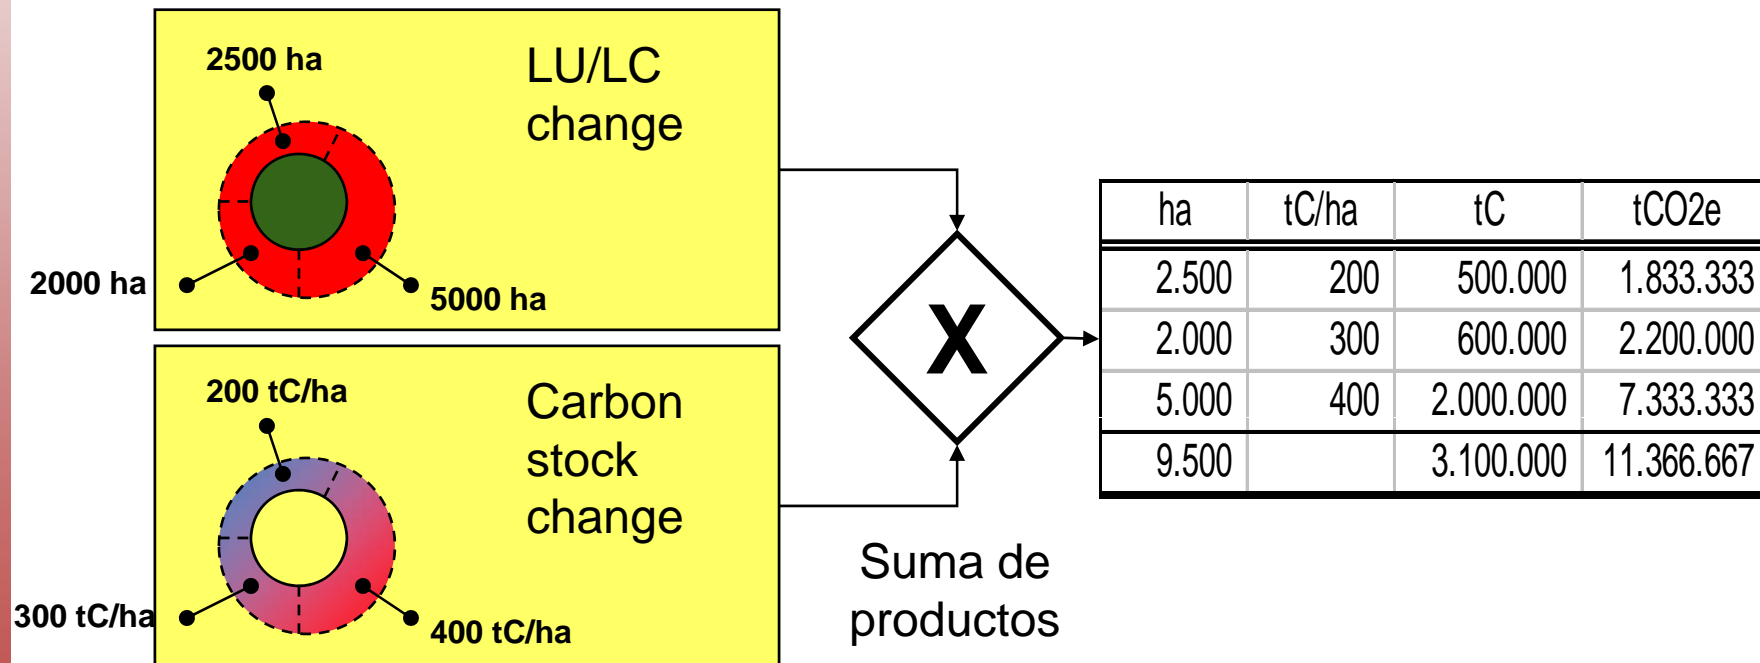 2500 ha
LU/LC
change
2000 ha
5000 ha
200 tC/ha
Carbon
stock
change
300 tC/ha
400 tC/ha
X
Suma de
productos
ha tC/ha tC tCO2e
2.500 200 500.000 1.833.333
2.000 300 600.000 2.200.000
5.000 400 2.000.000 7.333.333
9.500 3.100.000 11.366.667